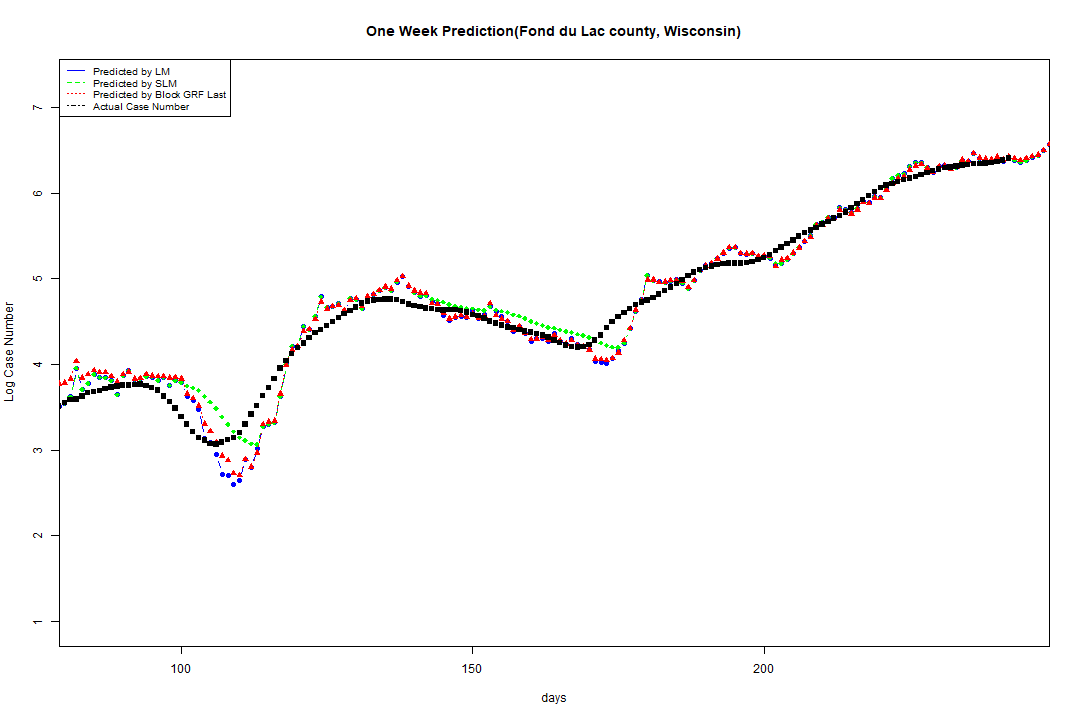 One Week Prediction(Fond du Lac county, Wisconsin)
Predicted by LM
Predicted by SLM
Predicted by Block GRF Last
Actual Case Number
7
6
5
4
3
2
1
Log Case Number
100
150
200
days